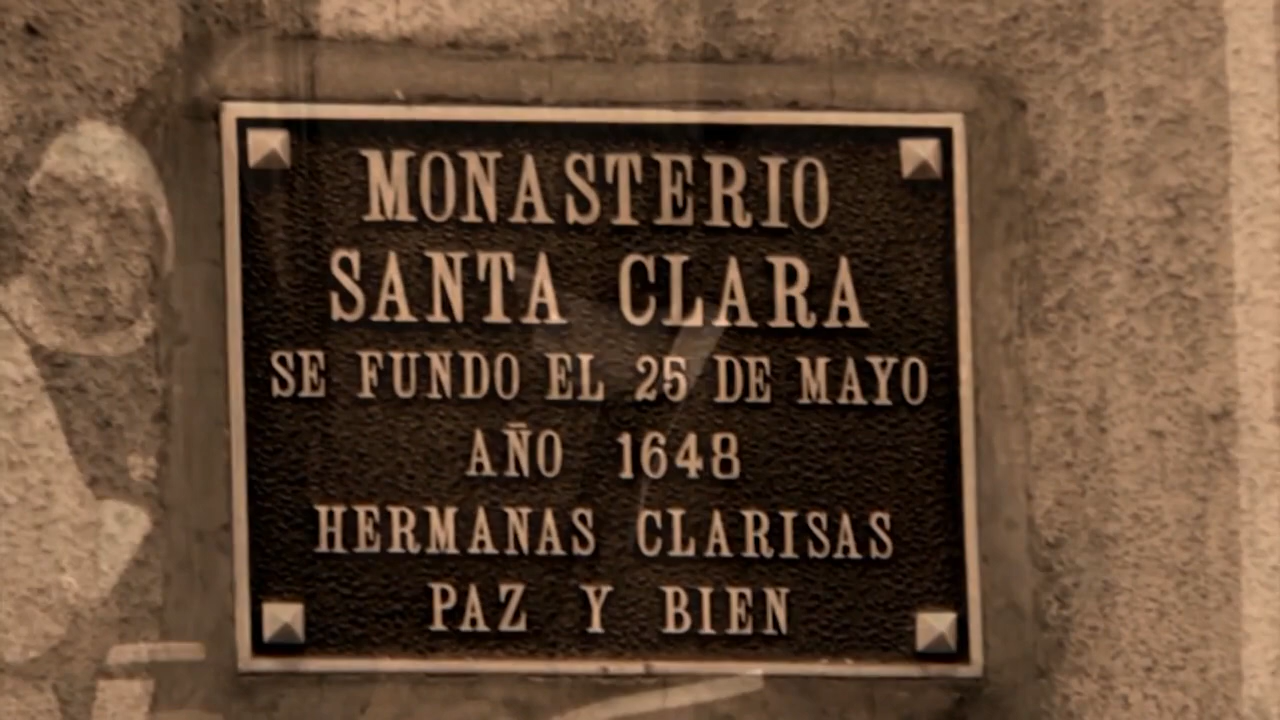 MONASTERIO
SANTA CLARA
SE FUNDO EL 25 DE MAYO
AÑO 1648
HERMANAS CLARISAS
PAZ Y BIEN